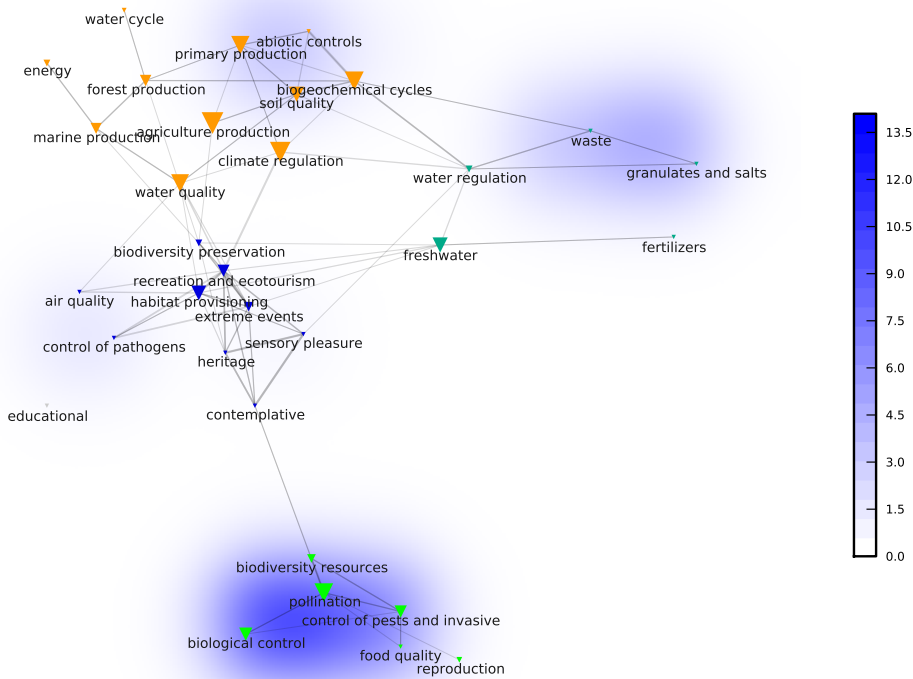 water cycle
abiotic controls
primary production
energy
forest production
biogeochemical cycles
soil quality
13.5
agriculture production
marine production
waste
climate regulation
granulates and salts
12.0
water regulation
water quality
10.5
fertilizers
biodiversity preservation
freshwater
9.0
recreation and ecotourism
air quality
habitat provisioning
extreme events
7.5
control of pathogens
sensory pleasure
heritage
6.0
educational
contemplative
4.5
3.0
1.5
0.0
biodiversity resources
pollination
control of pests and invasive
biological control
food quality
reproduction